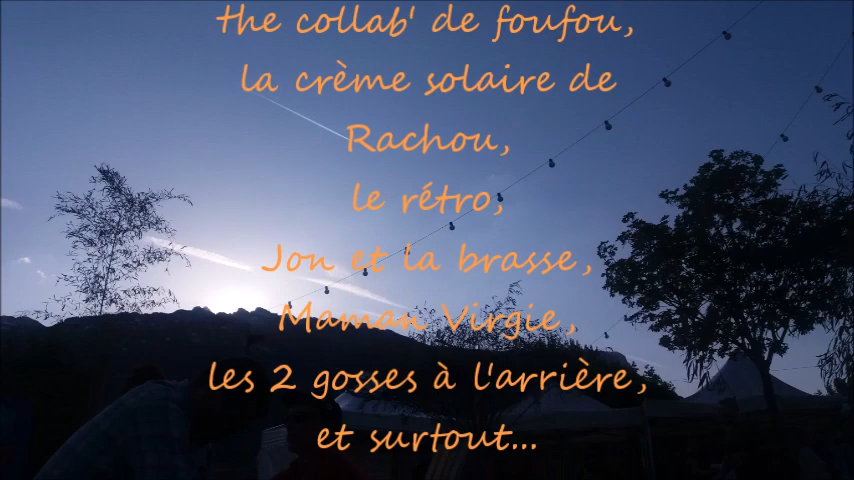 the collab' de foufou,
la crème solaire de
Rachou,
le rétro,
Jon et la brasse,
Maman Virgie,
les 2 gosses à l'arrière,
et surtout...